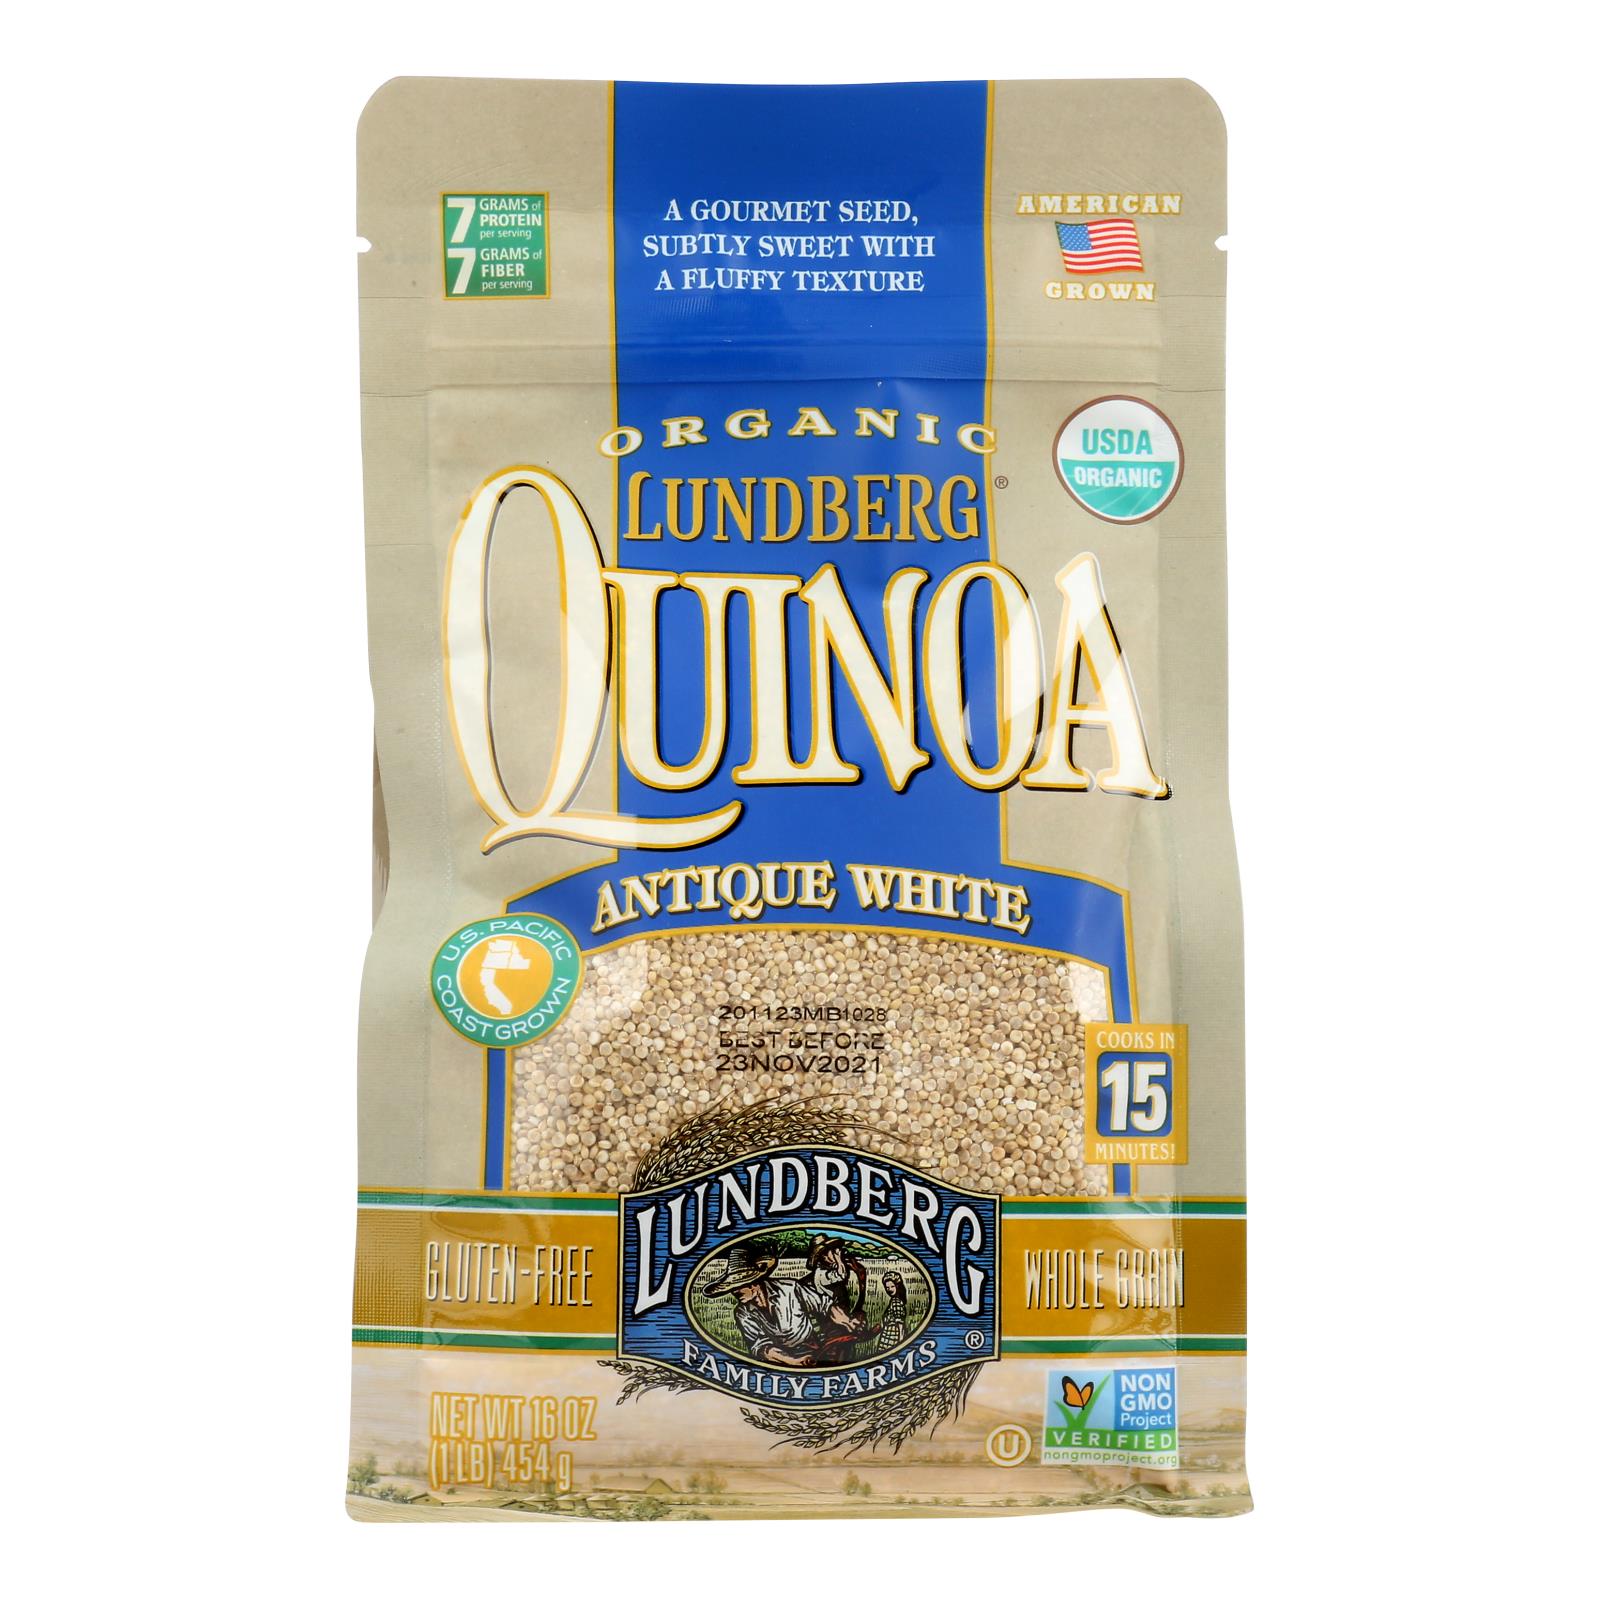 7 GRAMS of
PROTEIN
per serving
7 GRAMS of
FIBER
per serving
A GOURMET SEED,
SUBTLY SWEET WITH
A FLUFFY TEXTURE
AMERICAN
GROWN
ORGANIC
USDA
ORGANIC
LUNDBERG®
QUINOA
ANTIQUE WHITE
U.S. PACIFIC
COAST GROWN
201123MB1028
BEST BEFORE
23NOV2021
COOKS IN
15
MINUTES!
LUNDBERG
FAMILY FARMS ®
GLUTEN-FREE
WHOLE GRAIN
NET WT 16 OZ
(1 LB) 454 g
U
NON
GMO
Project
VERIFIED
nongmoproject.org